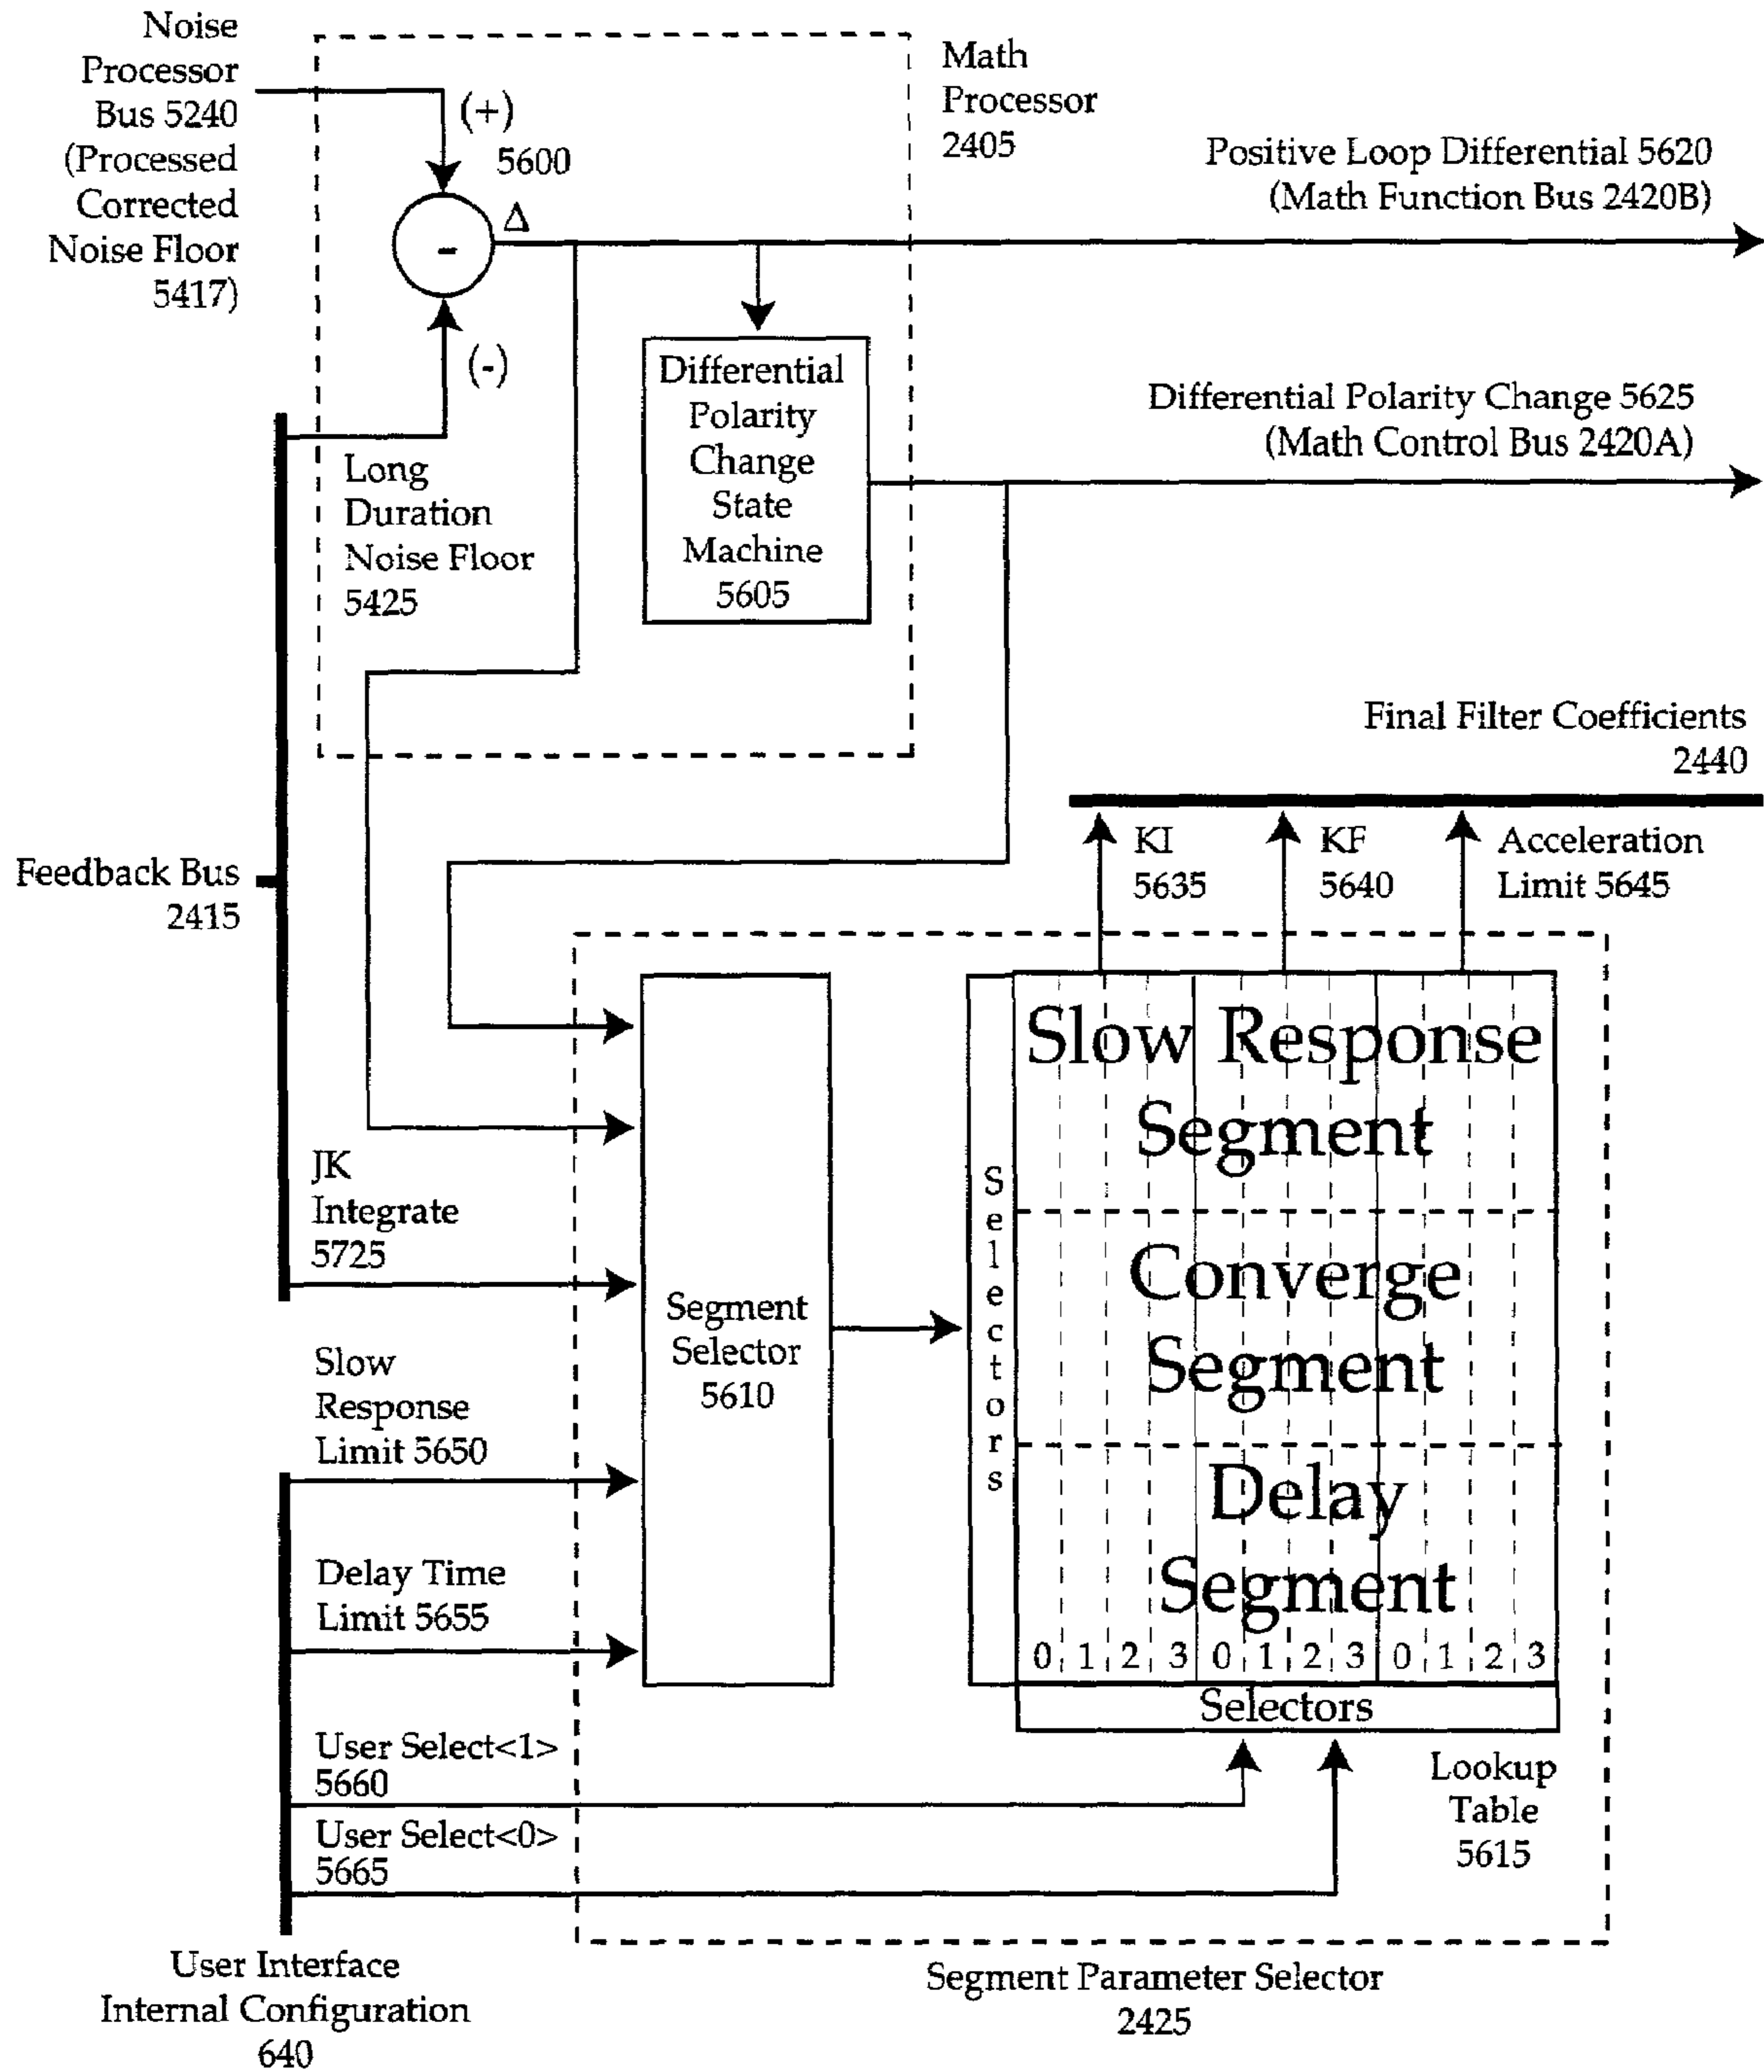 Noise
Processor
Bus 5240
(Processed
Corrected
Noise Floor
5417)
(+)
5600
Δ
-
(-)
Math
Processor
2405
Positive Loop Differential 5620
(Math Function Bus 2420B)
Differential
Polarity
Change
State
Machine
5605
Differential Polarity Change 5625
(Math Control Bus 2420A)
Long
Duration
Noise Floor
5425
Final Filter Coefficients
2440
Feedback Bus
2415
KI
5635
KF
5640
Acceleration
Limit 5645
JK
Integrate
5725
Slow
Response
Limit 5650
Delay Time
Limit 5655
Segment
Selector
5610
Selectors
Slow Response
Segment
Converge
Segment
Delay
Segment
0 1 2 3 0 1 2 3 0 1 2 3
Selectors
User Select<1>
5660
User Select<0>
5665
Lookup
Table
5615
User Interface
Internal Configuration
640
Segment Parameter Selector
2425